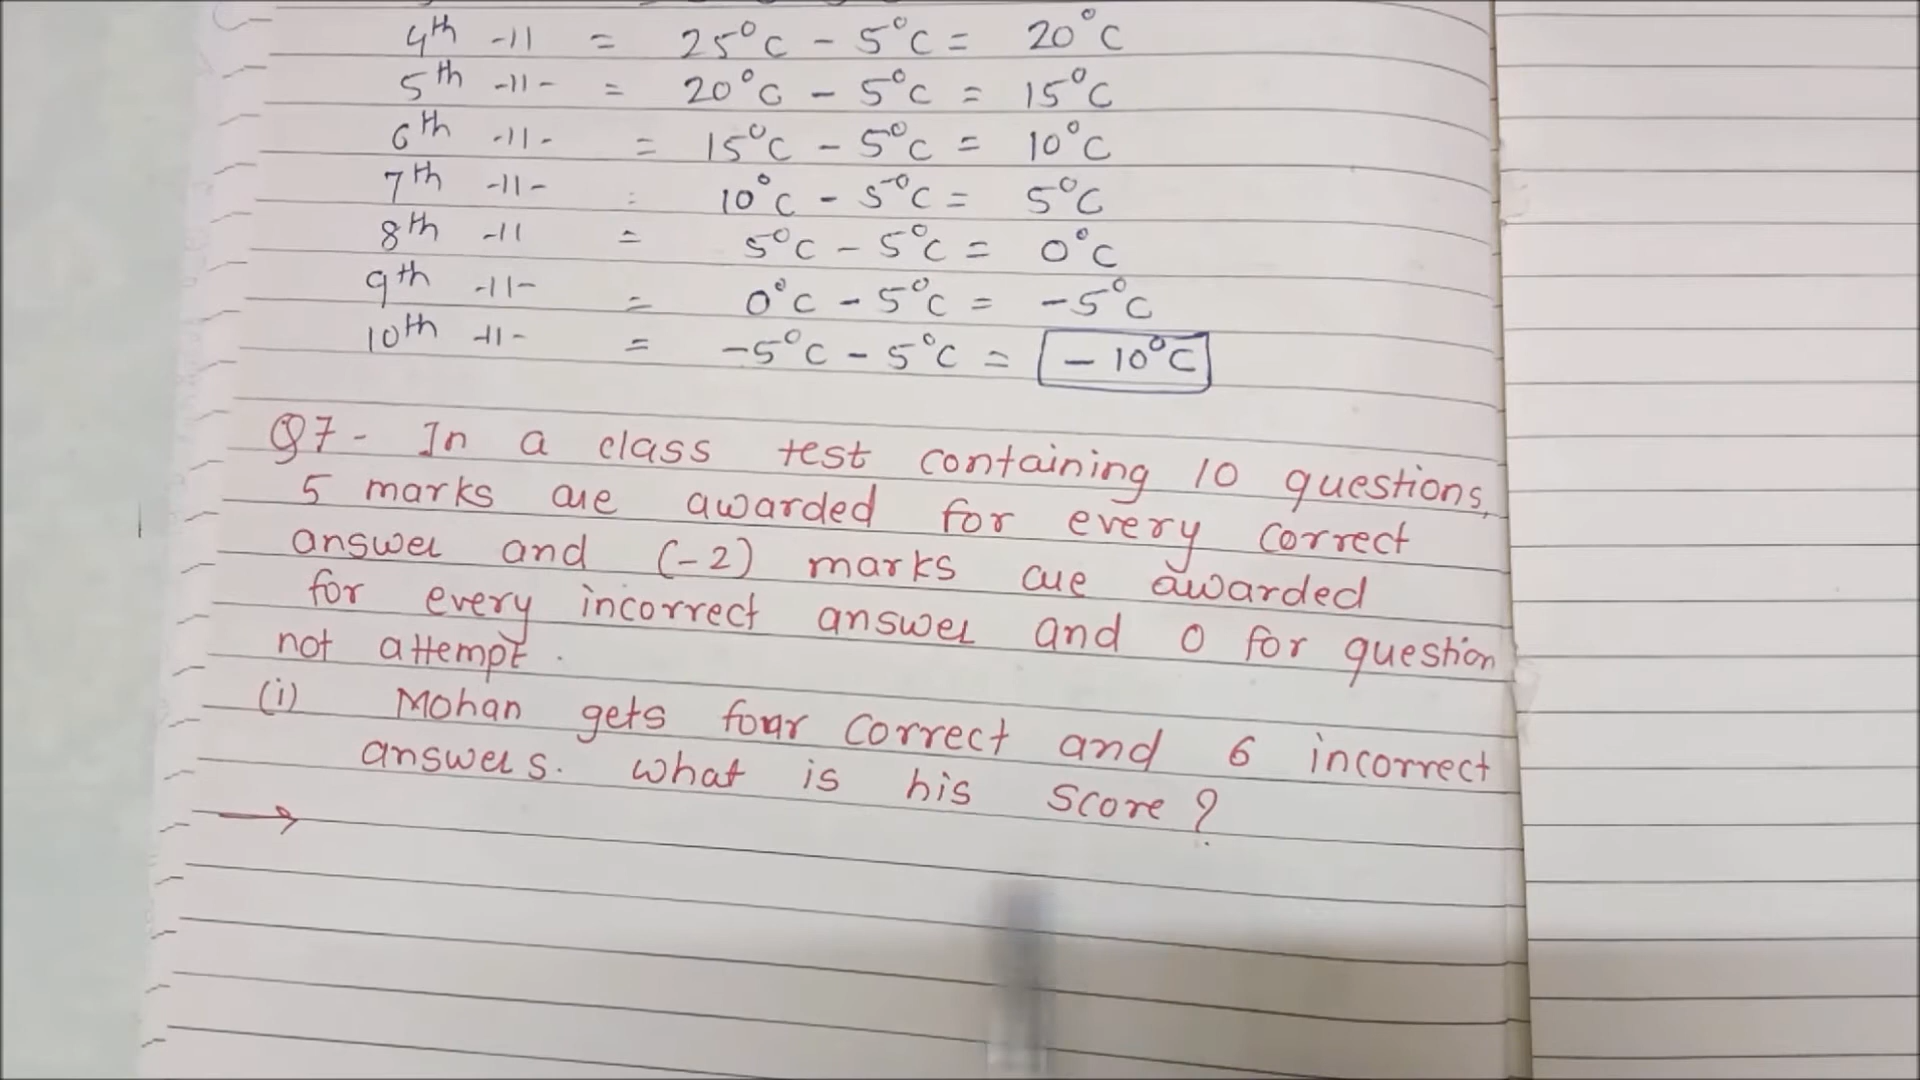 4th -11 = 25°C - 5°C = 20°C
5th -11- = 20°C - 5°C = 15°C
6th -11- = 15°C - 5°C = 10°C
7th -11- = 10°C - 5°C = 5°C
8th -11 = 5°C - 5°C = 0°C
9th -11- = 0°C - 5°C = -5°C
10th -11- = -5°C - 5°C = -10°C
Q7- In a class test containing 10 questions,
5 marks are awarded for every correct
answer and (-2) marks are awarded
for every incorrect answer and 0 for question
not attempt.
(i) Mohan gets four correct and 6 incorrect
answers. what is his score?
→